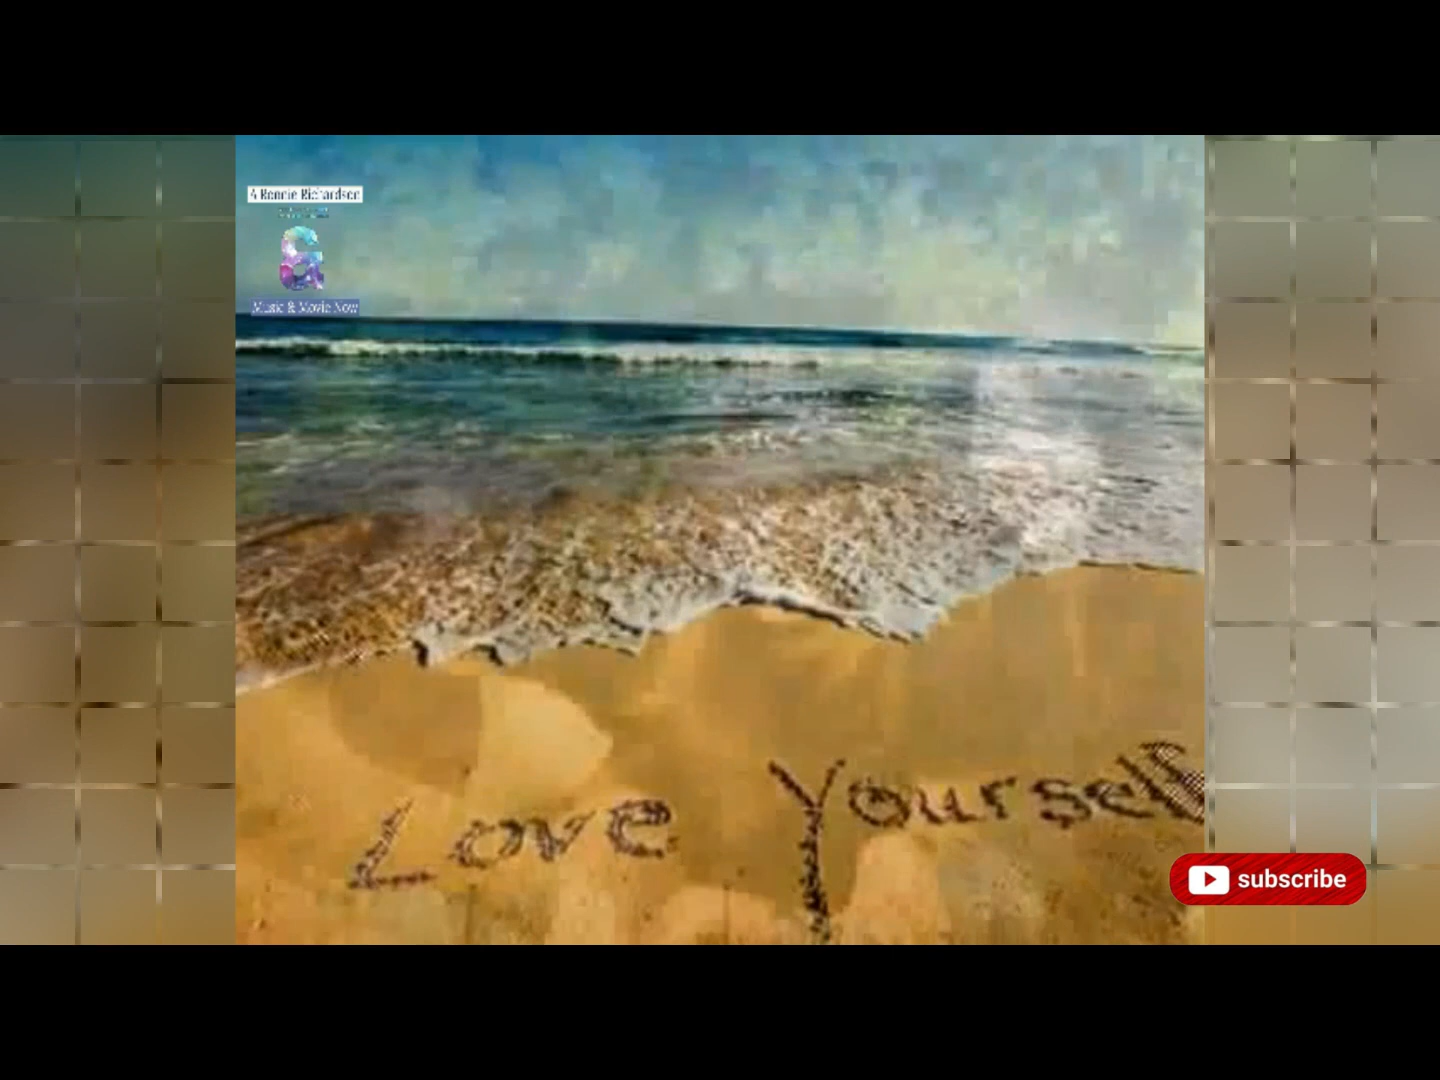 A Ronnie Richardson
&
Music & Movie Now
Love Yourself
subscribe